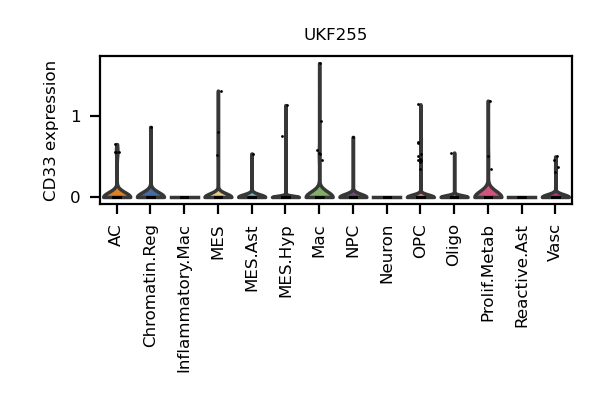 UKF255
CD33 expression
1
0
AC
Chromatin.Reg
Inflammatory.Mac
MES
MES.Ast
MES.Hyp
Mac
NPC
Neuron
OPC
Oligo
Prolif.Metab
Reactive.Ast
Vasc